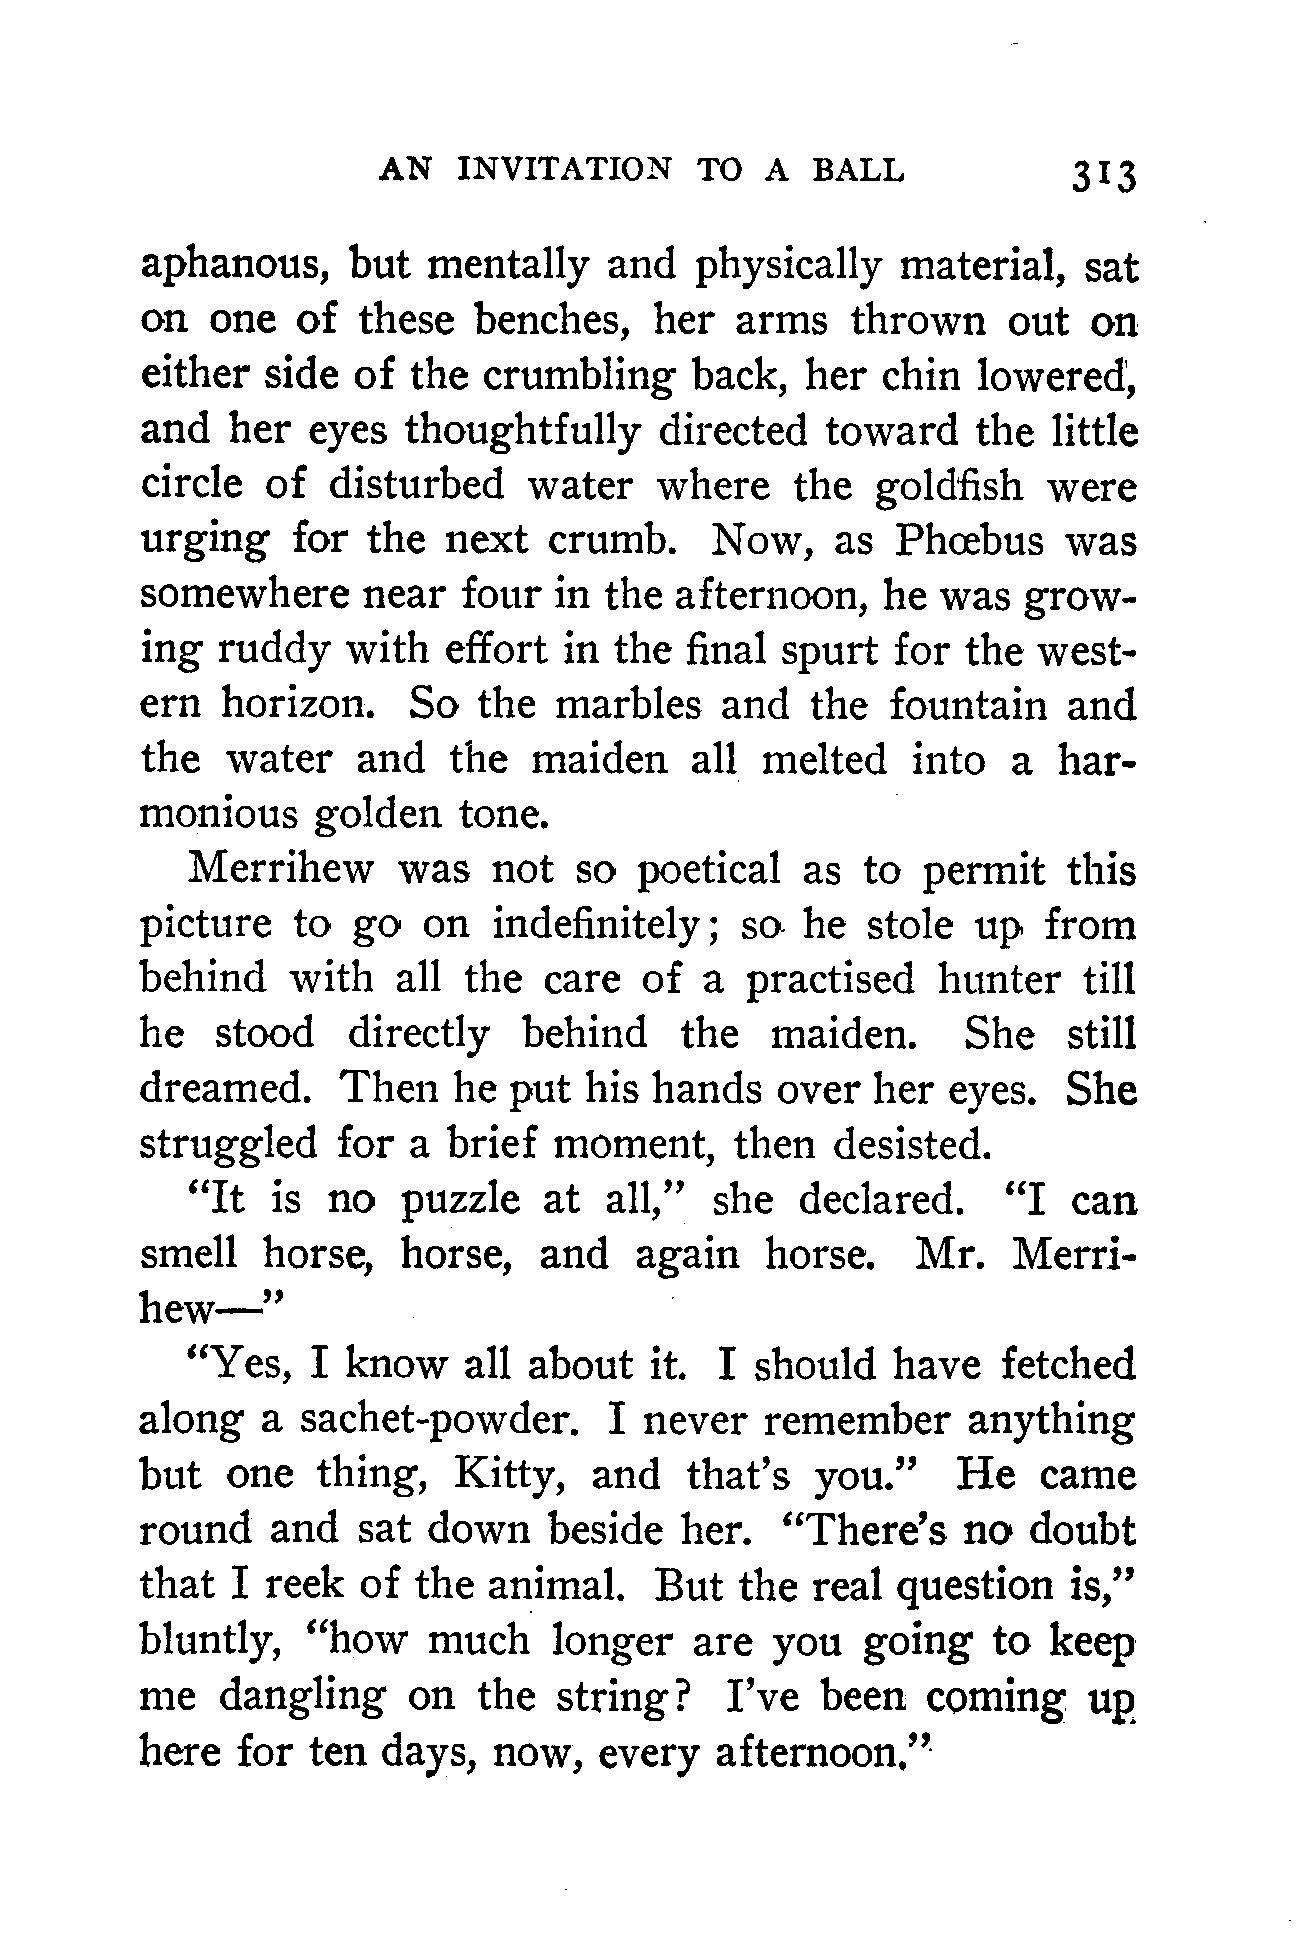 AN INVITATION TO A BALL 313
aphanous, but mentally and physically material, sat
on one of these benches, her arms thrown out on
either side of the crumbling back, her chin lowered,
and her eyes thoughtfully directed toward the little
circle of disturbed water where the goldfish were
urging for the next crumb. Now, as Phœbus was
somewhere near four in the afternoon, he was grow-
ing ruddy with effort in the final spurt for the west-
ern horizon. So the marbles and the fountain and
the water and the maiden all melted into a har-
monious golden tone.
Merrihew was not so poetical as to permit this
picture to go on indefinitely; so he stole up from
behind with all the care of a practised hunter till
he stood directly behind the maiden. She still
dreamed. Then he put his hands over her eyes. She
struggled for a brief moment, then desisted.
“It is no puzzle at all,” she declared. “I can
smell horse, horse, and again horse. Mr. Merri-
hew—”
“Yes, I know all about it. I should have fetched
along a sachet-powder. I never remember anything
but one thing, Kitty, and that’s you.” He came
round and sat down beside her. “There’s no doubt
that I reek of the animal. But the real question is,”
bluntly, “how much longer are you going to keep
me dangling on the string? I’ve been coming up
here for ten days, now, every afternoon.”